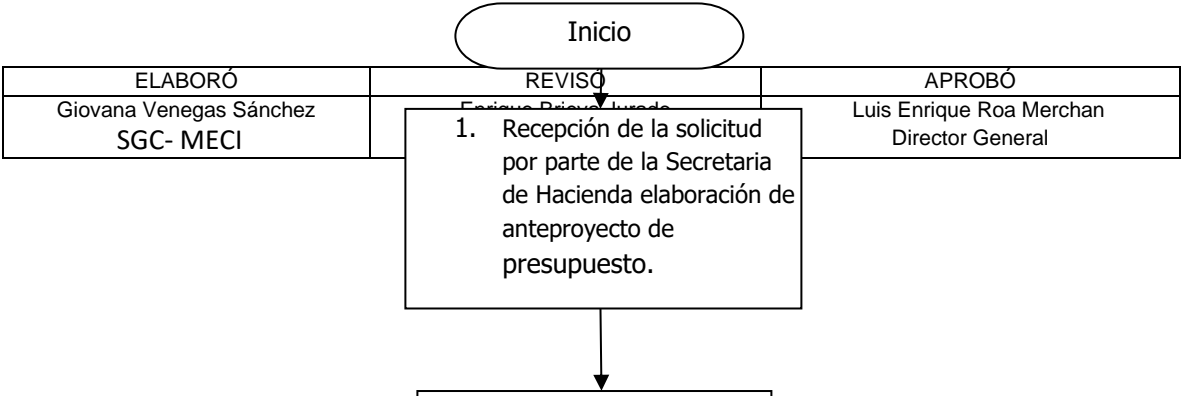 Inicio
ELABORÓ REVISÓ APROBÓ
Giovana Venegas Sánchez Luis Enrique Roa Merchan
SGC- MECI Director General
1. Recepción de la solicitud
por parte de la Secretaria
de Hacienda elaboración de
anteproyecto de
presupuesto.